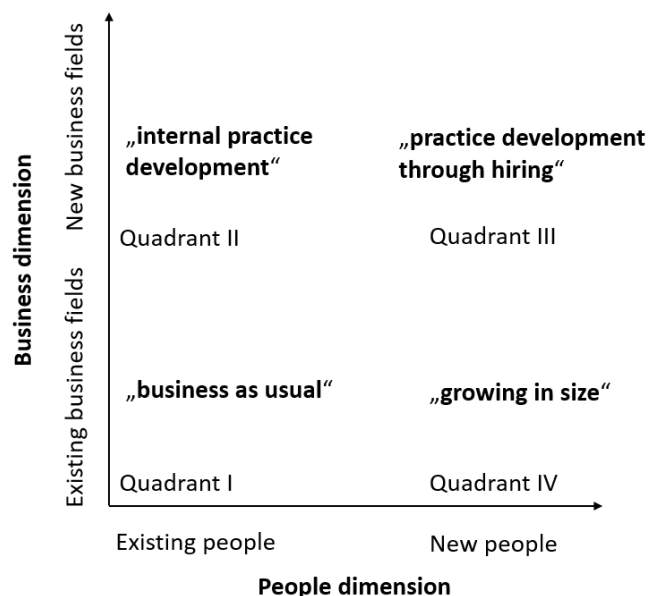 Business dimension
New business fields
Existing business fields
„internal practice
development“
„practice development
through hiring“
Quadrant II
Quadrant III
„business as usual“
„growing in size“
Quadrant I
Quadrant IV
Existing people
New people
People dimension